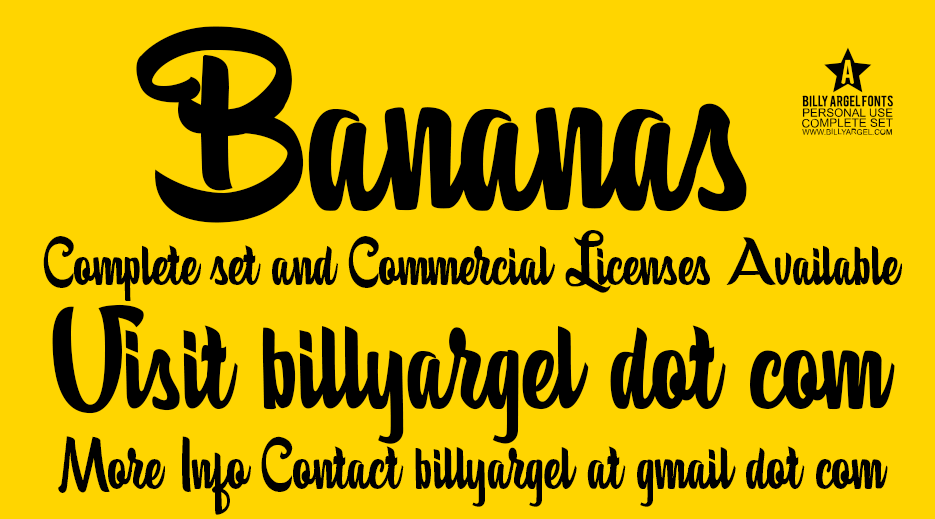 Bananas
A
BILLY ARGEL FONTS
PERSONAL USE
COMPLETE SET
WWW.BILLYARGEL.COM
Complete set and Commercial Licenses Available
Visit billyargel dot com
More Info Contact billyargel at gmail dot com